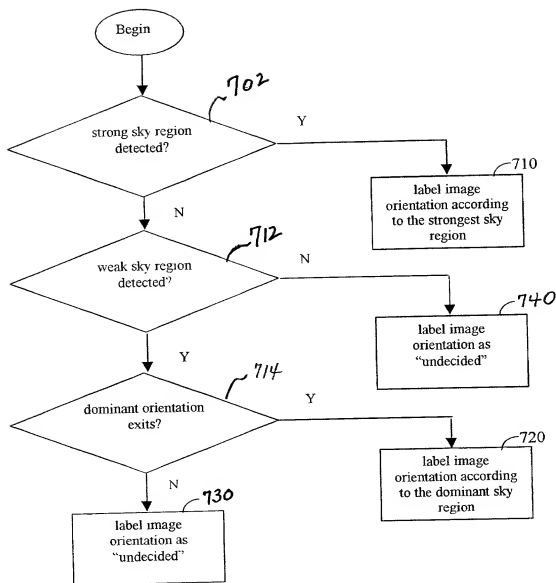 Begin
702
strong sky region
detected?
Y
710
label image
orientation according
to the strongest sky
region
N
712
weak sky region
detected?
N
740
label image
orientation as
"undecided"
Y
714
dominant orientation
exits?
Y
720
label image
orientation according
to the dominant sky
region
N
730
label image
orientation as
"undecided"